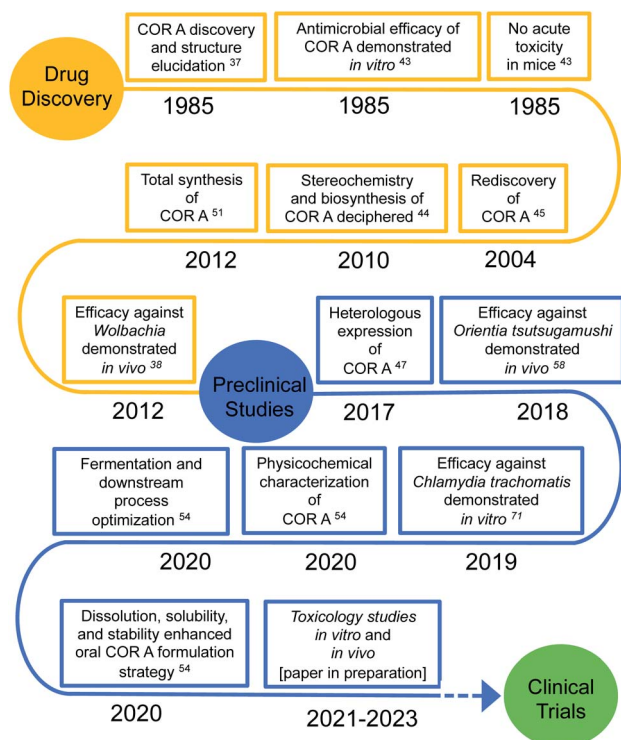 Drug
Discovery
COR A discovery
and structure
elucidation 37
1985
Antimicrobial efficacy of
COR A demonstrated
in vitro 43
1985
No acute
toxicity
in mice 43
1985
Total synthesis
of
COR A 51
2012
Stereochemistry
and biosynthesis of
COR A deciphered 44
2010
Rediscovery
of
COR A 45
2004
Efficacy against
Wolbachia
demonstrated
in vivo 38
2012
Preclinical
Studies
Heterologous
expression
of
COR A 47
2017
Efficacy against
Orientia tsutsugamushi
demonstrated
in vivo 58
2018
Fermentation and
downstream
process
optimization 54
2020
Physicochemical
characterization
of
COR A 54
2020
Efficacy against
Chlamydia trachomatis
demonstrated
in vitro 71
2019
Dissolution, solubility,
and stability enhanced
oral COR A formulation
strategy 54
2020
Toxicology studies
in vitro and
in vivo
[paper in preparation]
2021-2023
Clinical
Trials